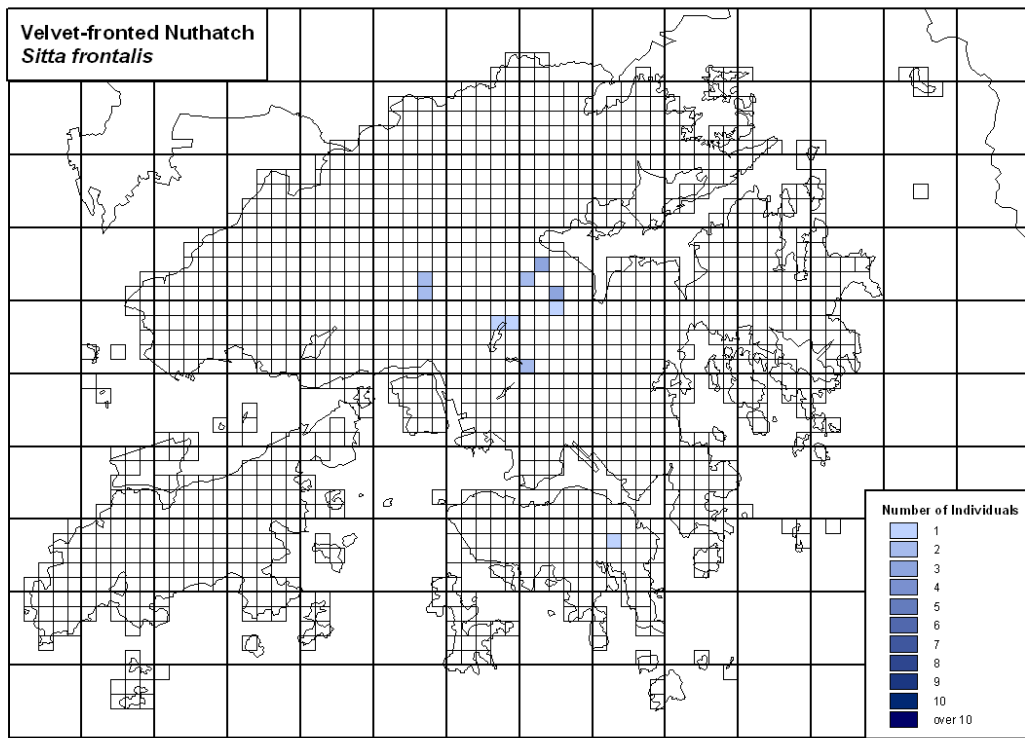 Velvet-fronted Nuthatch
Sitta frontalis
Number of Individuals
1
2
3
4
5
6
7
8
9
10
over 10